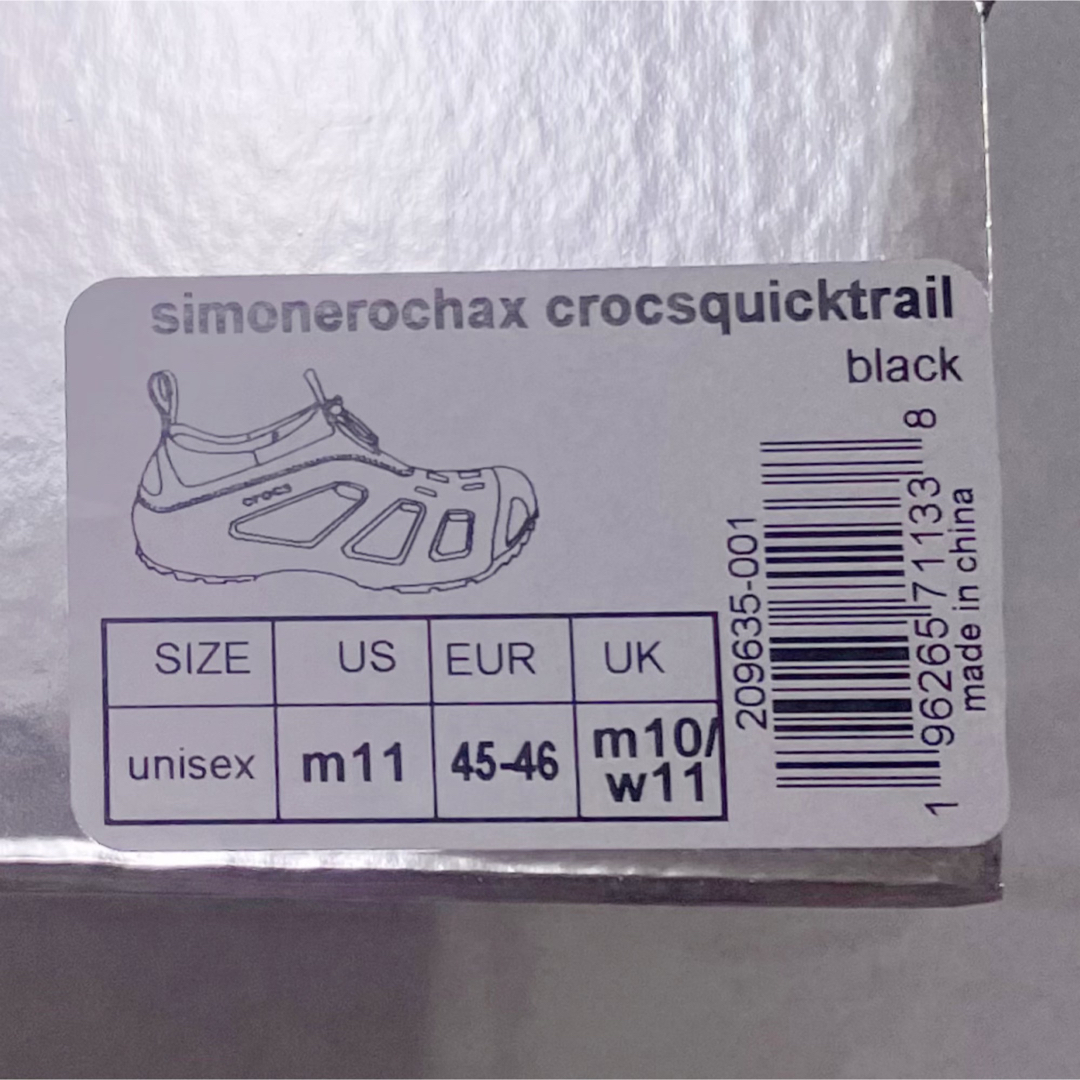 simonerochax crocsquicktrail
black
crocs
SIZE US EUR UK
unisex m11 45-46 m10/
w11
209635-001
1 96265 71133 8
made in china